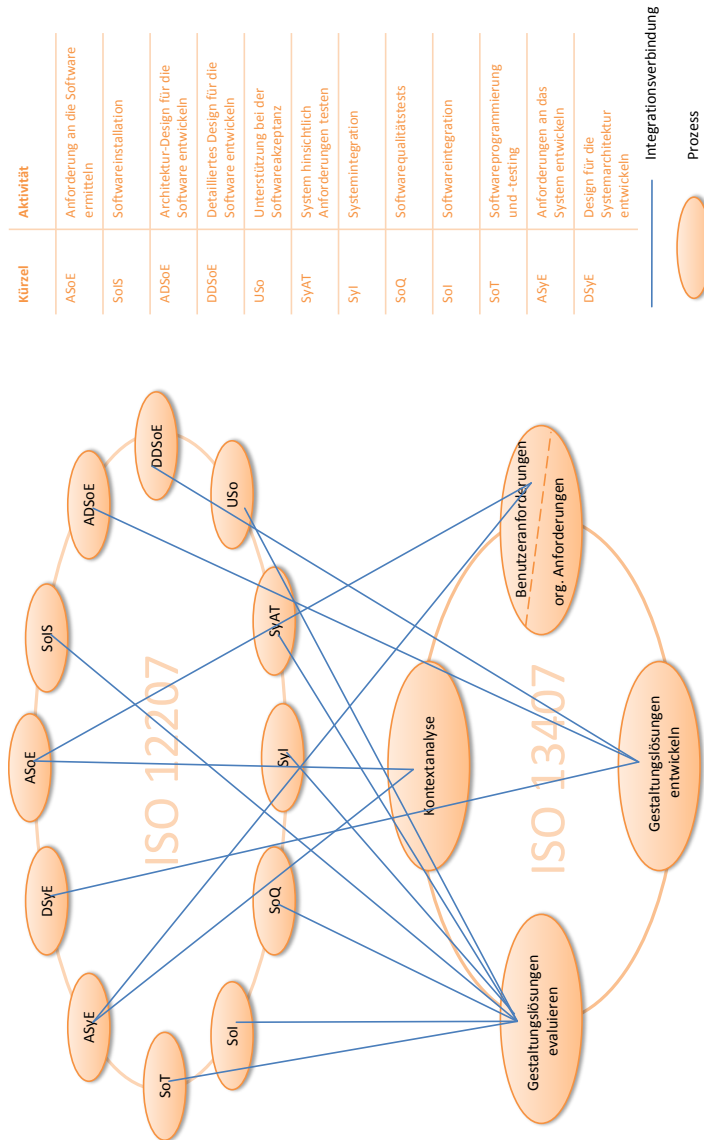 ASoE
DSyE
SoIS
ASyE
ADSoE
SoT
ISO 12207
DDSoE
SoI
USo
SoQ
SyI
SyAT
Kontextanalyse
Gestaltungslösungen
evaluieren
ISO 13407
Benutzeranforderungen
org. Anforderungen
Gestaltungslösungen
entwickeln
Kürzel
Aktivität
ASoE
Anforderung an die Software
ermitteln
SoIS
Softwareinstallation
ADSoE
Architektur-Design für die
Software entwickeln
DDSoE
Detailliertes Design für die
Software entwickeln
USo
Unterstützung bei der
Softwareakzeptanz
SyAT
System hinsichtlich
Anforderungen testen
SyI
Systemintegration
SoQ
Softwarequalitätstests
SoI
Softwareintegration
SoT
Softwareprogrammierung
und -testing
ASyE
Anforderungen an das
System entwickeln
DSyE
Design für die
Systemarchitektur
entwickeln
Integrationsverbindung
Prozess